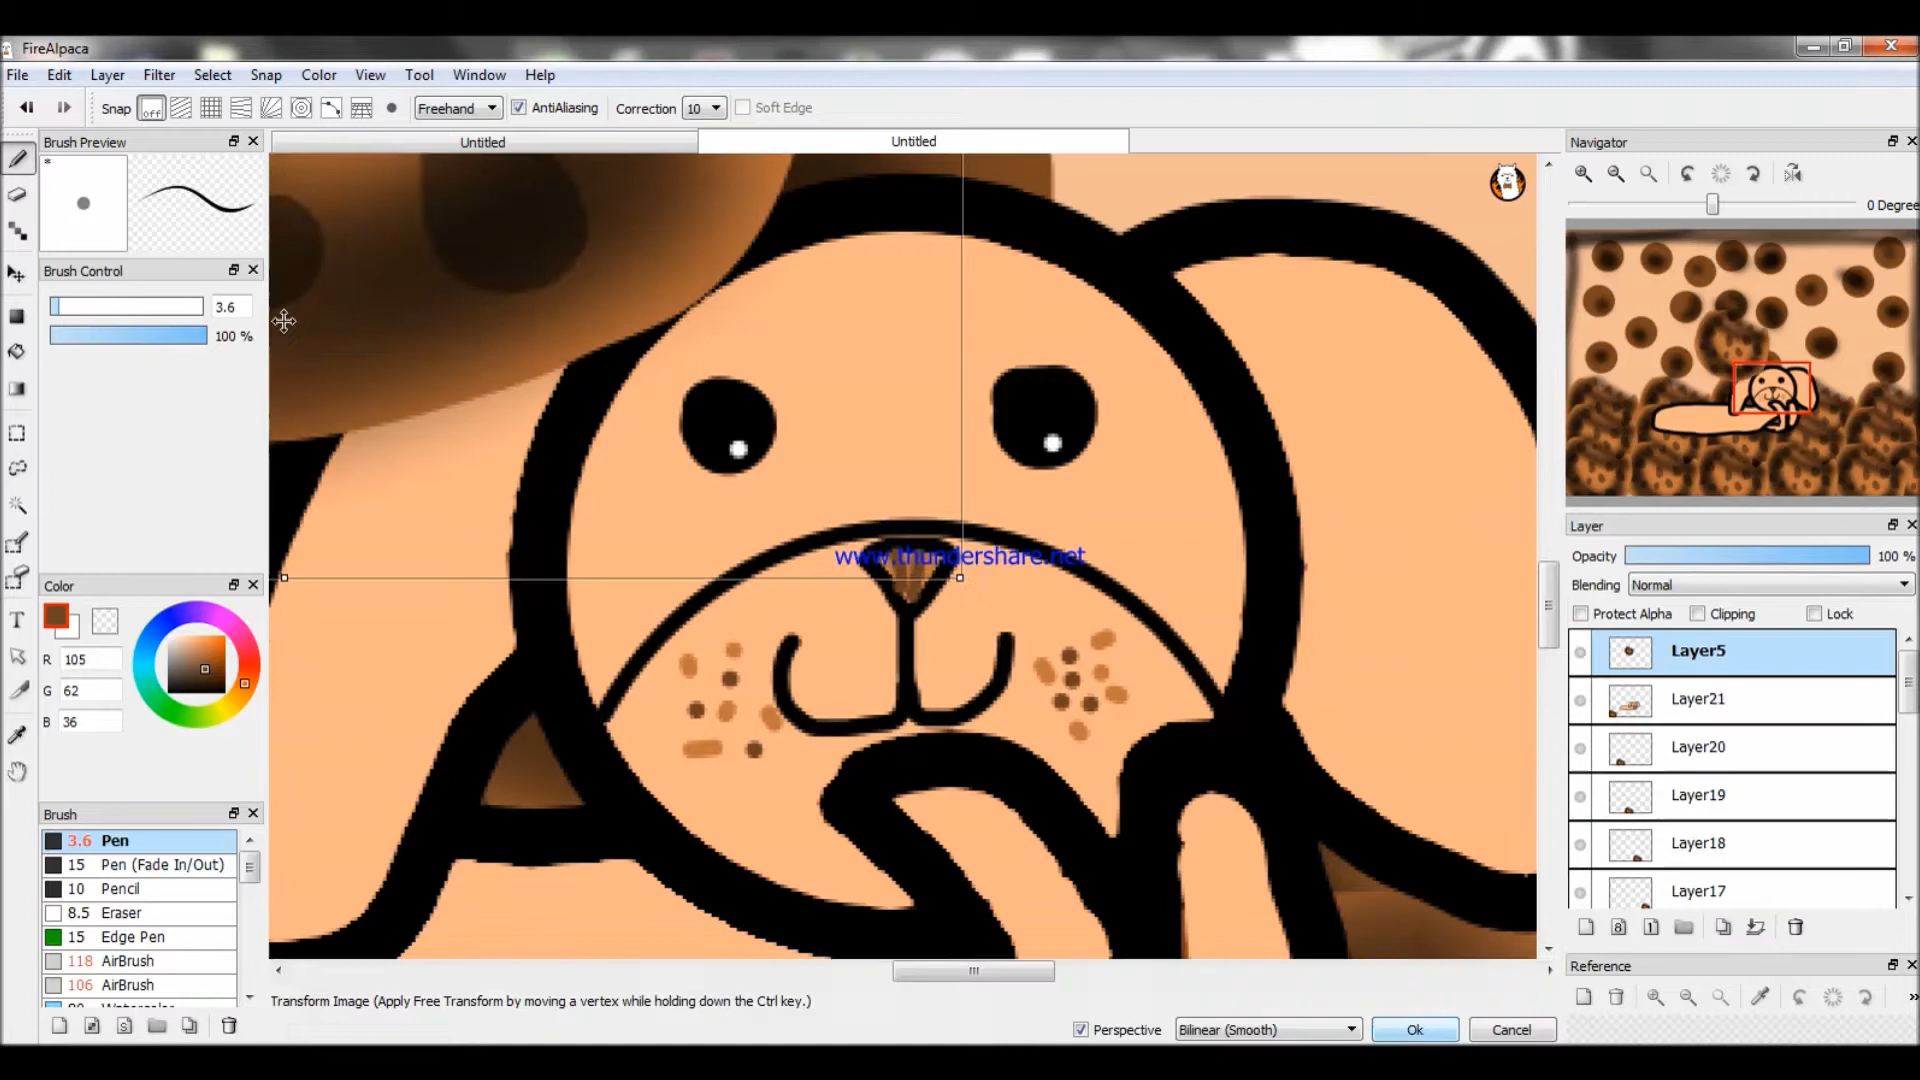 FireAlpaca
File Edit Layer Filter Select Snap Color View Tool Window Help
Snap off Freehand AntiAliasing Correction 10 Soft Edge
Brush Preview
Untitled Untitled
Navigator
*
0 Degree
Brush Control
3.6
100 %
www.thundershare.net
Layer
Opacity 100 %
Blending Normal
Protect Alpha Clipping Lock
Layer5
Layer21
Layer20
Layer19
Layer18
Layer17
Color
R 105
G 62
B 36
T
Brush
3.6 Pen
15 Pen (Fade In/Out)
10 Pencil
8.5 Eraser
15 Edge Pen
118 AirBrush
106 AirBrush
8 1
S
Reference
Transform Image (Apply Free Transform by moving a vertex while holding down the Ctrl key.)
Perspective Bilinear (Smooth) Ok Cancel